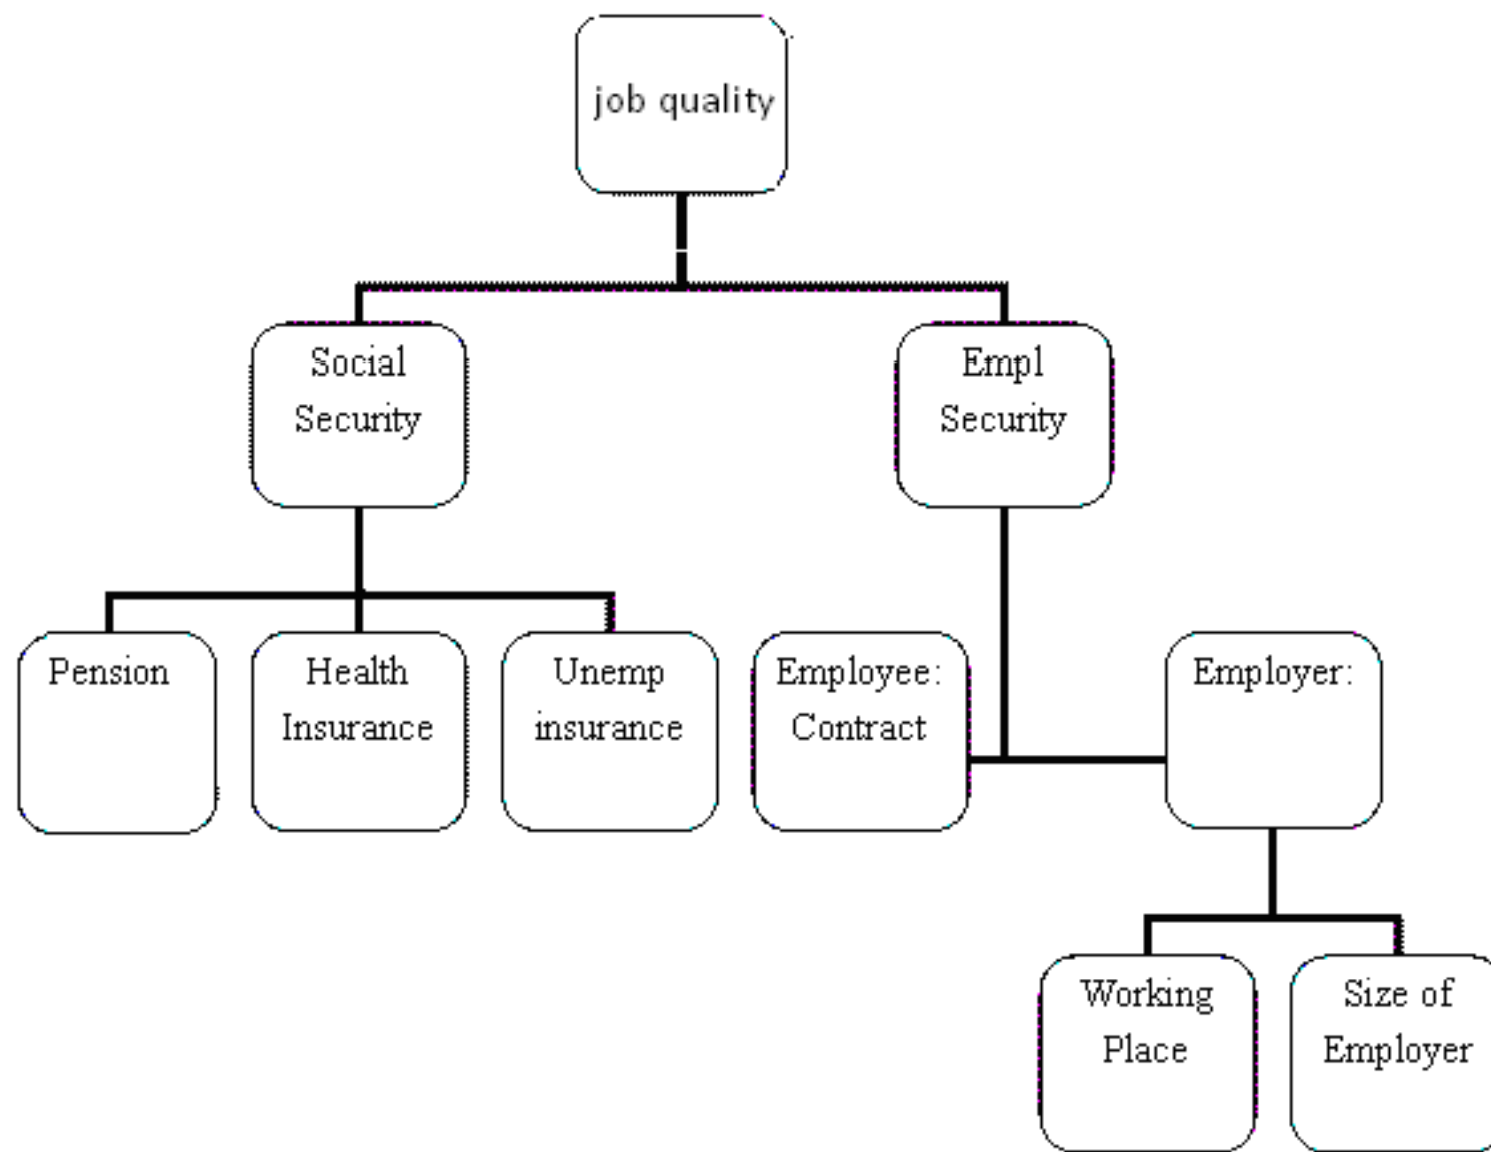 job quality
Social
Security
Empl
Security
Pension
Health
Insurance
Unemp
insurance
Employee:
Contract
Employer:
Working
Place
Size of
Employer